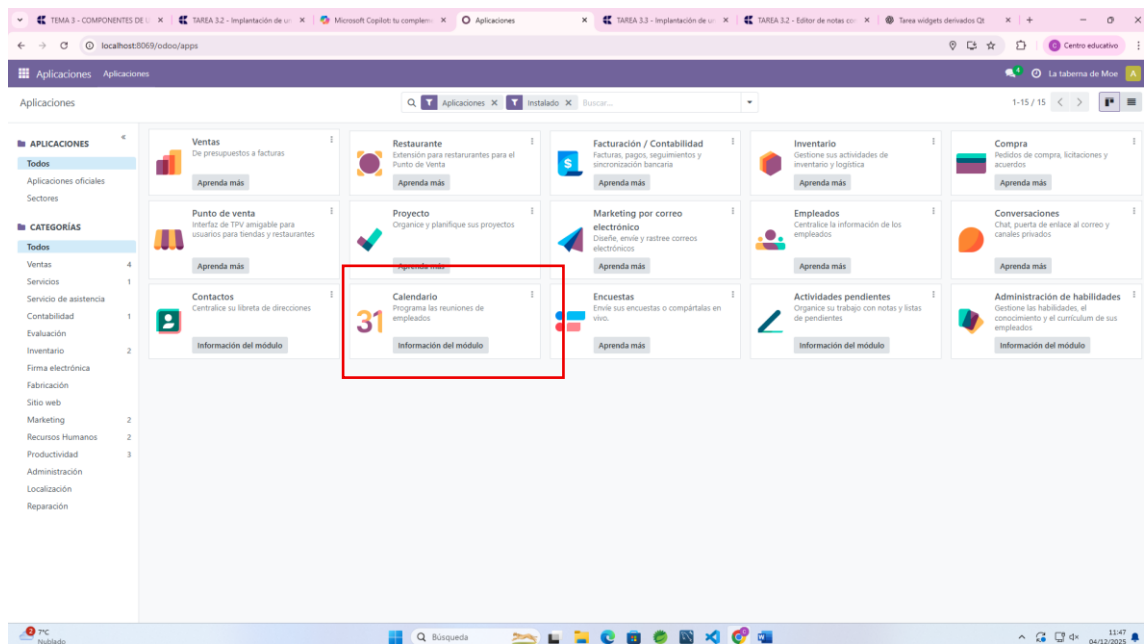 TEMA 3 - COMPONENTES DE
TAREA 3.2 - Implantación de u
Microsoft Copilot: tu compleme
Aplicaciones
TAREA 3.3 - Implantación de u
TAREA 3.2 - Editor de notas co
Tarea widgets derivados Qt
localhost:8069/odoo/apps
Centro educativo
Aplicaciones Aplicaciones
4
La taberna de Moe A
Aplicaciones
Aplicaciones
Instalado
Buscar...
1-15 / 15
APLICACIONES
Todos
Aplicaciones oficiales
Sectores
CATEGORÍAS
Todos
Ventas 4
Servicios 1
Servicio de asistencia
Contabilidad 1
Evaluación
Inventario 2
Firma electrónica
Fabricación
Sitio web
Marketing 2
Recursos Humanos 2
Productividad 3
Administración
Localización
Reparación
Ventas
De presupuestos a facturas
Aprenda más
Restaurante
Extensión para restarurantes para el
Punto de Venta
Aprenda más
Facturación / Contabilidad
Facturas, pagos, seguimientos y
sincronización bancaria
S
Aprenda más
Inventario
Gestione sus actividades de
inventario y logística
Aprenda más
Compra
Pedidos de compra, licitaciones y
acuerdos
Aprenda más
Punto de venta
Interfaz de TPV amigable para
usuarios para tiendas y restaurantes
Aprenda más
Proyecto
Organice y planifique sus proyectos
Aprenda más
Marketing por correo
electrónico
Diseñe, envíe y rastree correos
electrónicos
Aprenda más
Empleados
Centralice la información de los
empleados
Aprenda más
Conversaciones
Chat, puerta de enlace al correo y
canales privados
Aprenda más
Contactos
Centralice su libreta de direcciones
Información del módulo
Calendario
Programa las reuniones de
empleados
31
Información del módulo
Encuestas
Envíe sus encuestas o compártalas en
vivo.
Aprenda más
Actividades pendientes
Organice su trabajo con notas y listas
de pendientes
Información del módulo
Administración de habilidades
Gestione las habilidades, el
conocimiento y el currículum de sus
empleados
Información del módulo
2
7°C
Nublado
Búsqueda
11:47
04/12/2025